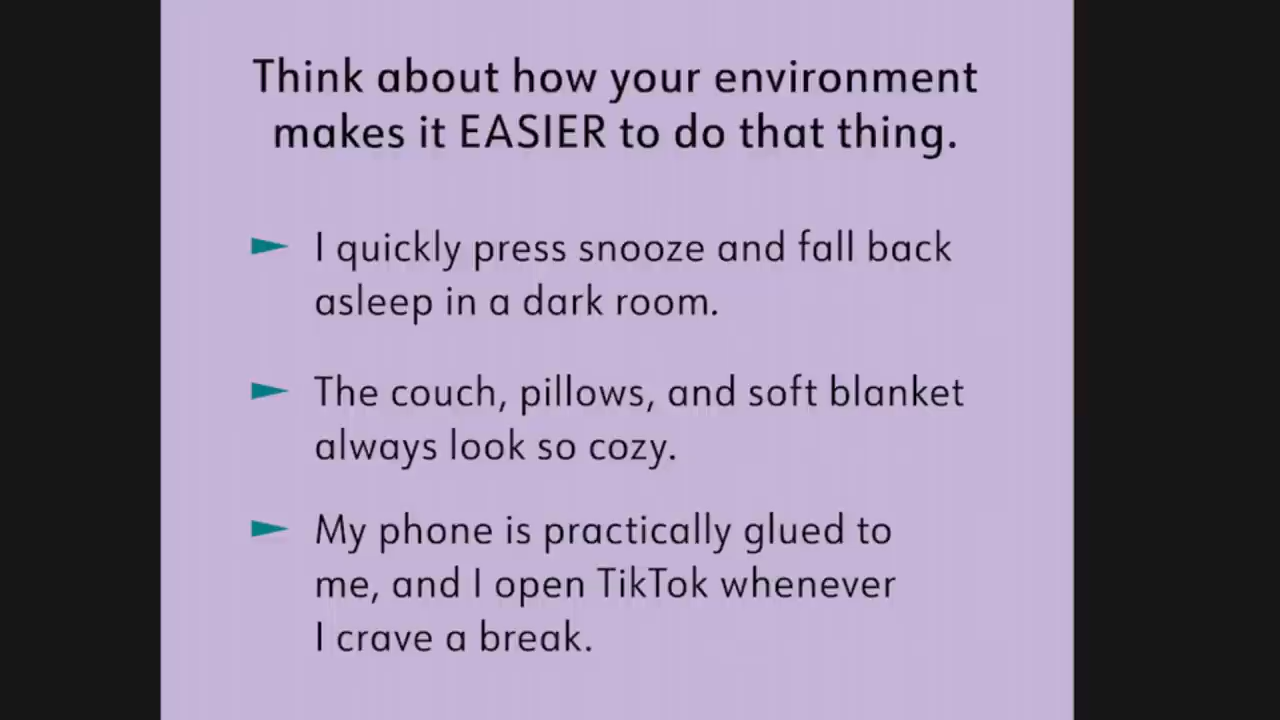 Think about how your environment
makes it EASIER to do that thing.
I quickly press snooze and fall back
asleep in a dark room.
The couch, pillows, and soft blanket
always look so cozy.
My phone is practically glued to
me, and I open TikTok whenever
I crave a break.